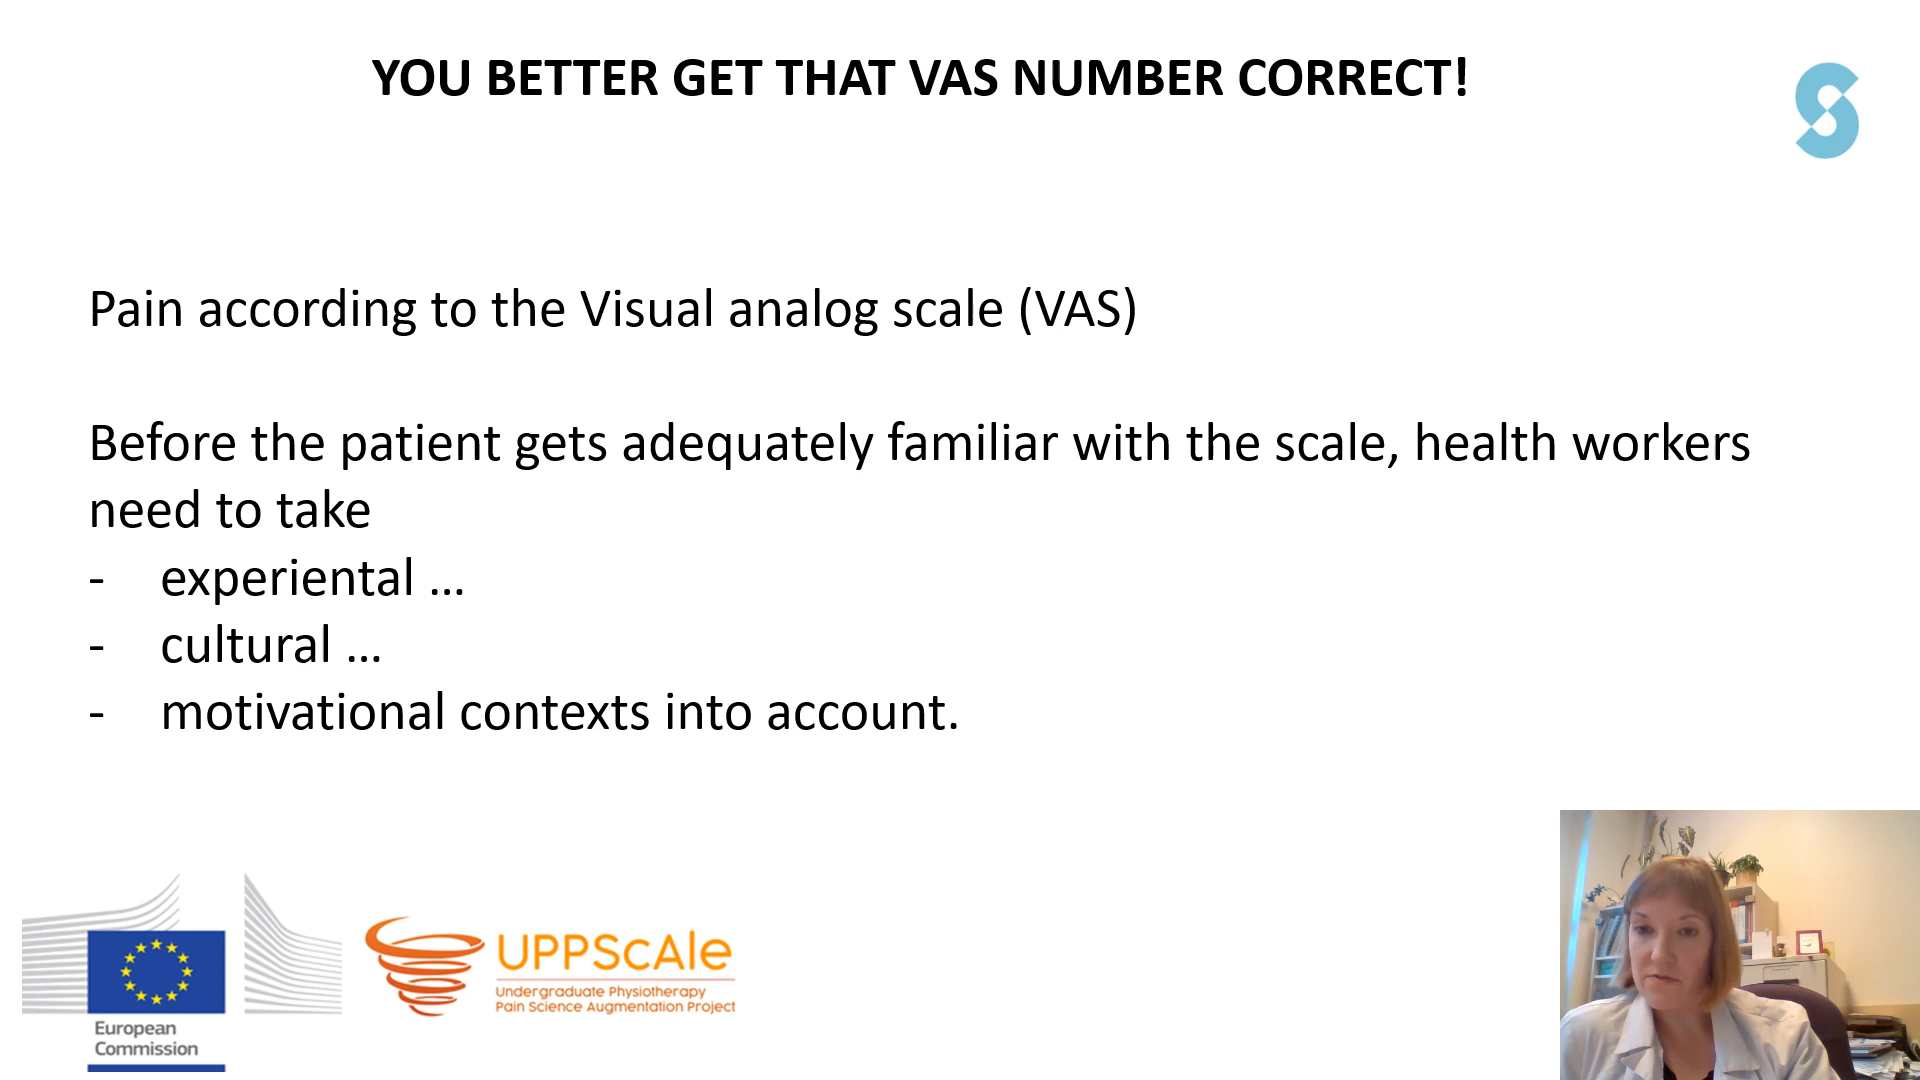 YOU BETTER GET THAT VAS NUMBER CORRECT!
Pain according to the Visual analog scale (VAS)
Before the patient gets adequately familiar with the scale, health workers
need to take
- experiental ...
- cultural ...
- motivational contexts into account.
European
Commission
UPPScAle
Undergraduate Physiotherapy
Pain Science Augmentation Project